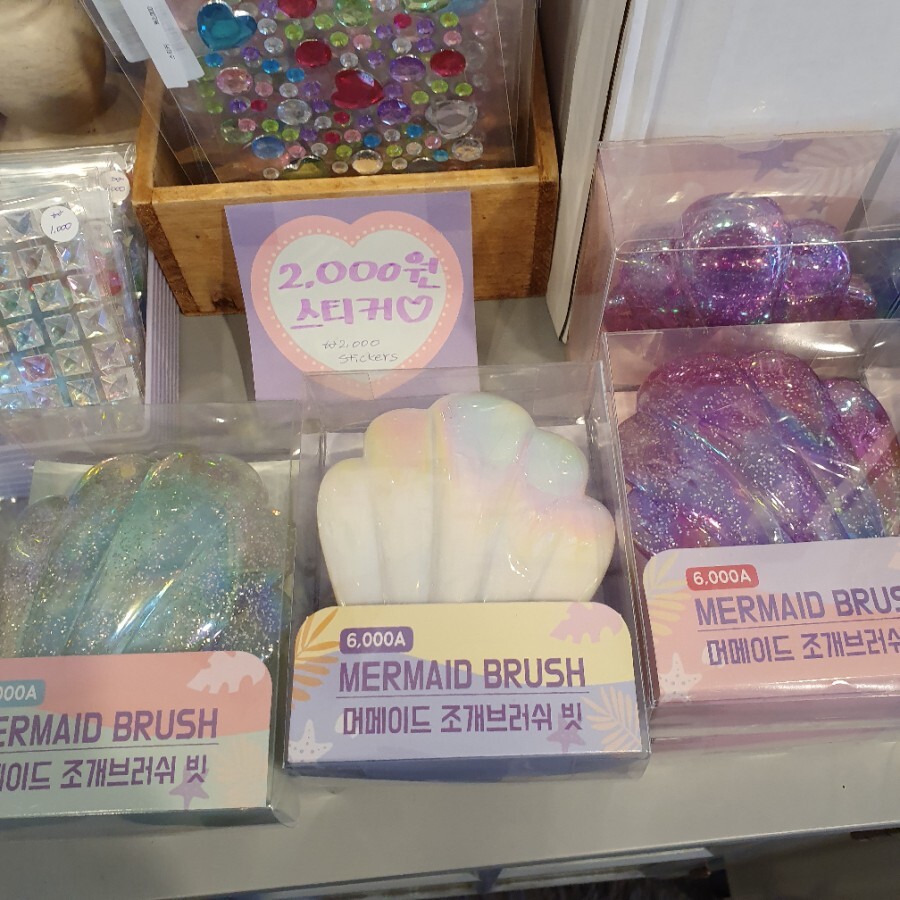 1,000
2,000원
스티커♡
₩2,000
stickers
6,000A
MERMAID BRUSH
머메이드 조개브러쉬 빗
6,000A
MERMAID BRUS
머메이드 조개브러쉬
000A
ERMAID BRUSH
이드 조개브러쉬 빗